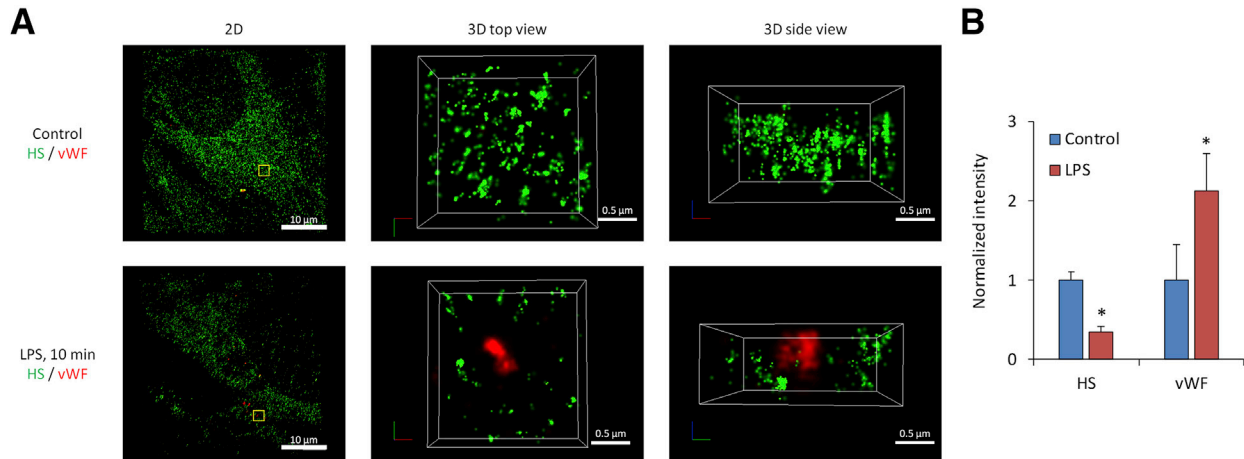 A
2D
3D top view
3D side view
Control
HS / vWF
10 µm
0.5 µm
0.5 µm
LPS, 10 min
HS / vWF
10 µm
0.5 µm
0.5 µm
B
Normalized intensity
3
2
1
0
Control
LPS
*
*
HS
vWF